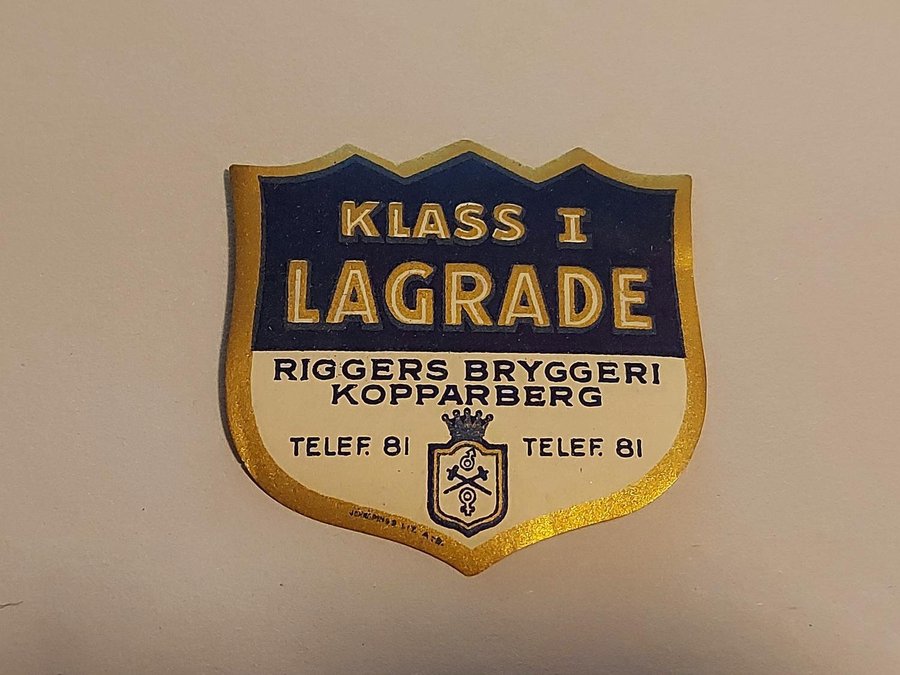 KLASS I
LAGRADE
RIGGERS BRYGGERI
KOPPARBERG
TELEF. 81 TELEF. 81